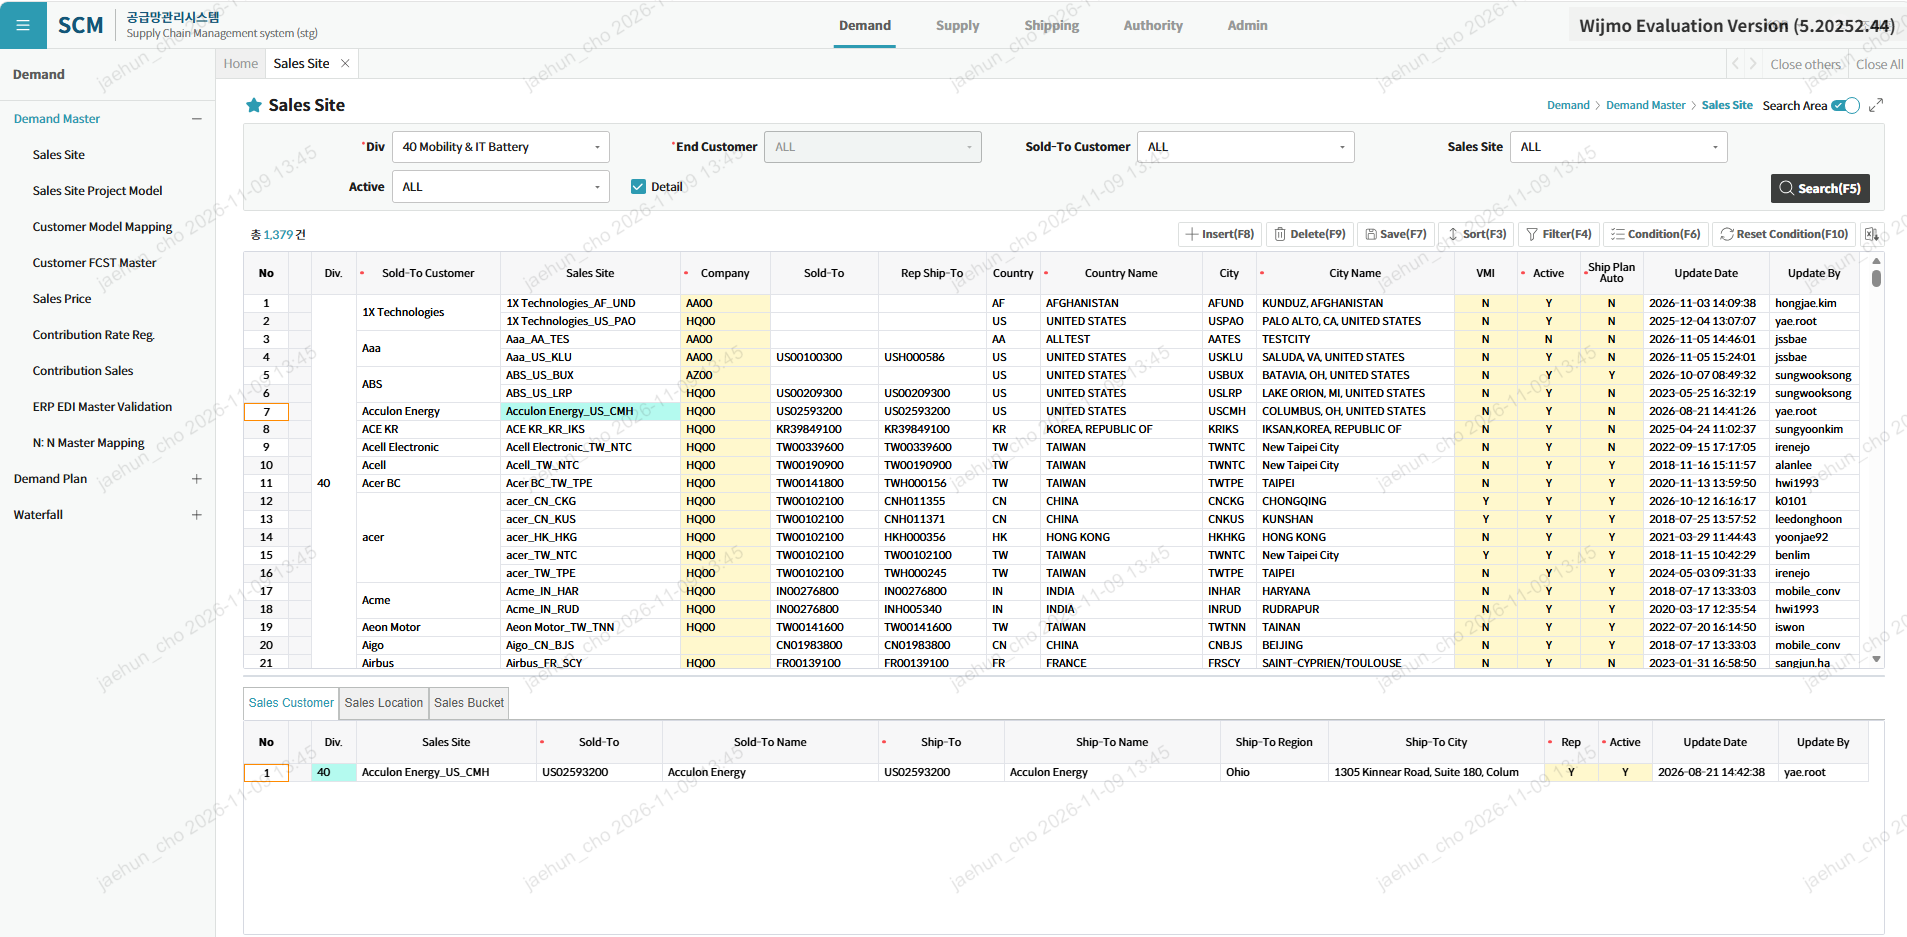 SCM
공급망관리시스템
Supply Chain Management system (stg)
Demand Supply Shipping Authority Admin
Wijmo Evaluation Version (5.20252.44)
Demand
Home Sales Site
Close others Close All
Demand Master
Sales Site
Sales Site Project Model
Customer Model Mapping
Customer FCST Master
Sales Price
Contribution Rate Reg.
Contribution Sales
ERP EDI Master Validation
N: N Master Mapping
Demand Plan
Waterfall
Sales Site
Demand > Demand Master > Sales Site Search Area
*Div 40 Mobility & IT Battery *End Customer ALL Sold-To Customer ALL Sales Site ALL
Active ALL Detail Search(F5)
총 1,379 건
Insert(F8) Delete(F9) Save(F7) Sort(F3) Filter(F4) Condition(F6) Reset Condition(F10)
No Div. * Sold-To Customer Sales Site * Company Sold-To Rep Ship-To Country * Country Name City * City Name VMI * Active * Ship Plan Auto Update Date Update By
40
1 1X Technologies 1X Technologies_AF_UND AA00 AF AFGHANISTAN AFUND KUNDUZ, AFGHANISTAN N Y N 2026-11-03 14:09:38 hongjae.kim
2 1X Technologies_US_PAO HQ00 US UNITED STATES USPAO PALO ALTO, CA, UNITED STATES N Y N 2025-12-04 13:07:07 yae.root
3 Aaa Aaa_AA_TES AA00 AA ALLTEST AATES TESTCITY N N N 2026-11-05 14:46:01 jssbae
4 Aaa_US_KLU AA00 US00100300 USH000586 US UNITED STATES USKLU SALUDA, VA, UNITED STATES N Y N 2026-11-05 15:24:01 jssbae
5 ABS ABS_US_BUX AZ00 US UNITED STATES USBUX BATAVIA, OH, UNITED STATES N Y N 2026-10-07 08:49:32 sungwooksong
6 ABS_US_LRP HQ00 US00209300 US00209300 US UNITED STATES USLRP LAKE ORION, MI, UNITED STATES N Y N 2023-05-25 16:32:19 sungwooksong
7 Acculon Energy Acculon Energy_US_CMH HQ00 US02593200 US02593200 US UNITED STATES USCMH COLUMBUS, OH, UNITED STATES N Y N 2026-08-21 14:41:26 yae.root
8 ACE KR ACE KR_KR_IKS HQ00 KR39849100 KR39849100 KR KOREA, REPUBLIC OF KRIKS IKSAN,KOREA, REPUBLIC OF N Y N 2025-04-24 11:02:37 sungyoonkim
9 Acell Electronic Acell Electronic_TW_NTC HQ00 TW00339600 TW00339600 TW TAIWAN TWNTC New Taipei City N Y N 2022-09-15 17:17:05 irenejo
10 Acell Acell_TW_NTC HQ00 TW00190900 TW00190900 TW TAIWAN TWNTC New Taipei City N Y Y 2018-11-16 15:11:57 alanlee
11 Acer BC Acer BC_TW_TPE HQ00 TW00141800 TWH000156 TW TAIWAN TWTPE TAIPEI N Y Y 2020-11-13 13:59:50 hwi1993
12 acer acer_CN_CKG HQ00 TW00102100 CNH011355 CN CHINA CNCKG CHONGQING Y Y Y 2026-10-12 16:16:17 k0101
13 acer_CN_KUS HQ00 TW00102100 CNH011371 CN CHINA CNKUS KUNSHAN Y Y Y 2018-07-25 13:57:52 leedonghoon
14 acer_HK_HKG HQ00 TW00102100 HKH000356 HK HONG KONG HKHKG HONG KONG N Y Y 2021-03-29 11:44:43 yoonjae92
15 acer_TW_NTC HQ00 TW00102100 TW00102100 TW TAIWAN TWNTC New Taipei City Y Y Y 2018-11-15 10:42:29 benlim
16 acer_TW_TPE HQ00 TW00102100 TWH000245 TW TAIWAN TWTPE TAIPEI N Y Y 2024-05-03 09:31:33 irenejo
17 Acme Acme_IN_HAR HQ00 IN00276800 IN00276800 IN INDIA INHAR HARYANA N Y Y 2018-07-17 13:33:03 mobile_conv
18 Acme_IN_RUD HQ00 IN00276800 INH005340 IN INDIA INRUD RUDRAPUR N Y Y 2020-03-17 12:35:54 hwi1993
19 Aeon Motor Aeon Motor_TW_TNN HQ00 TW00141600 TW00141600 TW TAIWAN TWTNN TAINAN N Y Y 2022-07-20 16:14:50 iswon
20 Aigo Aigo_CN_BJS CN01983800 CN01983800 CN CHINA CNBJS BEIJING N Y Y 2018-07-17 13:33:03 mobile_conv
21 Airbus Airbus_FR_SCY HQ00 FR00139100 FR00139100 FR FRANCE FRSCY SAINT-CYPRIEN/TOULOUSE N Y N 2023-01-31 16:58:50 sangjun.ha
Sales Customer Sales Location Sales Bucket
No Div. Sales Site * Sold-To Sold-To Name * Ship-To Ship-To Name Ship-To Region Ship-To City * Rep * Active Update Date Update By
1 40 Acculon Energy_US_CMH US02593200 Acculon Energy US02593200 Acculon Energy Ohio 1305 Kinnear Road, Suite 180, Colum Y Y 2026-08-21 14:42:38 yae.root
jaehun_cho 2026-11-09 13:45